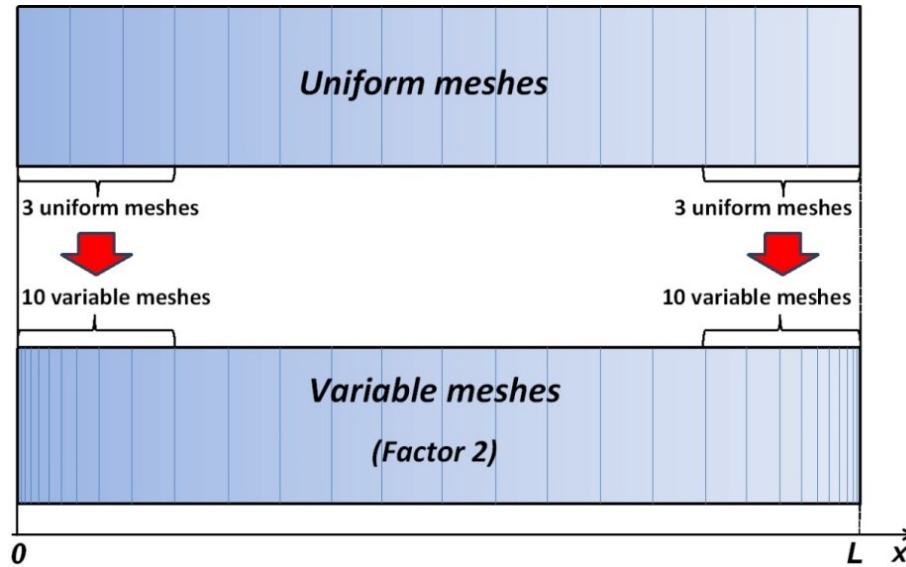 Uniform meshes
3 uniform meshes 3 uniform meshes
10 variable meshes 10 variable meshes
Variable meshes
(Factor 2)
0 L x